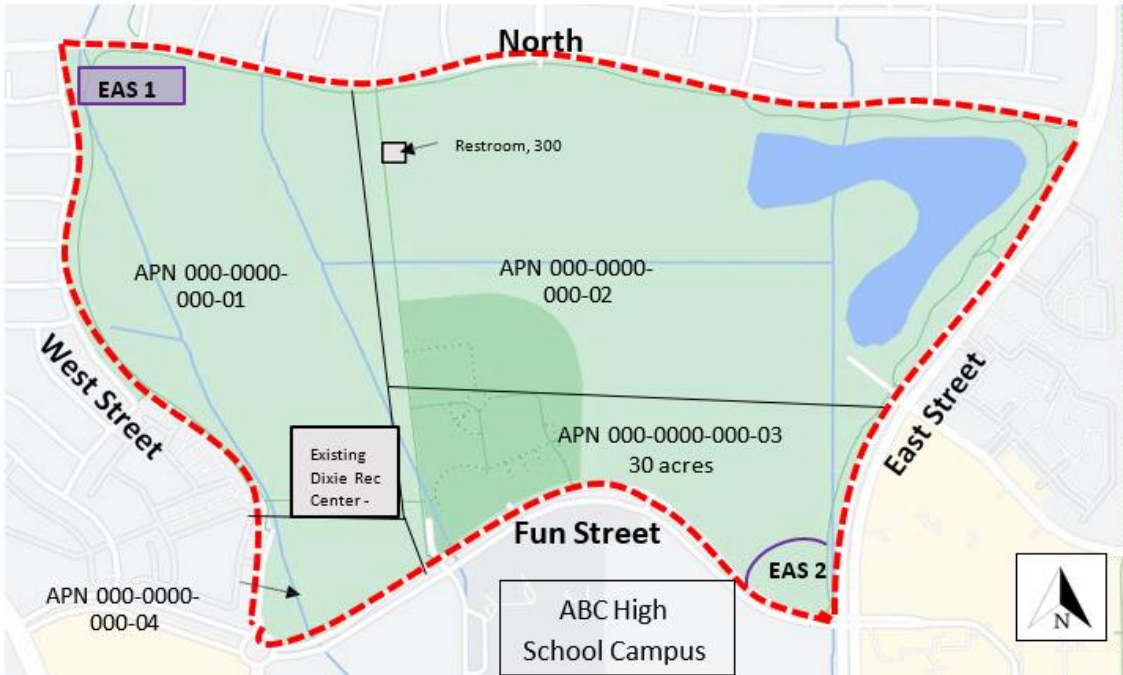 North
EAS 1
Restroom, 300
APN 000-0000-
000-01
APN 000-0000-
000-02
West Street
East Street
APN 000-0000-000-03
30 acres
Existing
Dixie Rec
Center -
Fun Street
EAS 2
APN 000-0000-
000-04
ABC High
School Campus
N